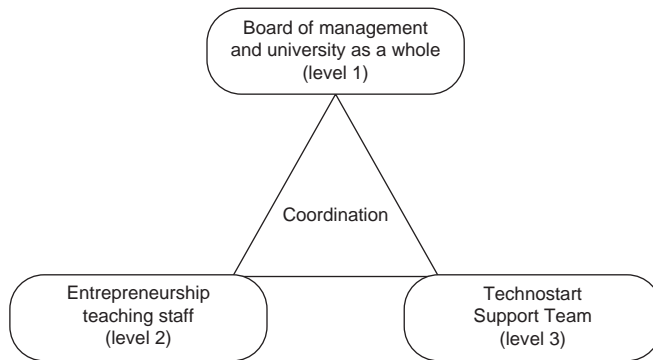 Board of management
and university as a whole
(level 1)
Coordination
Entrepreneurship
teaching staff
(level 2)
Technostart
Support Team
(level 3)